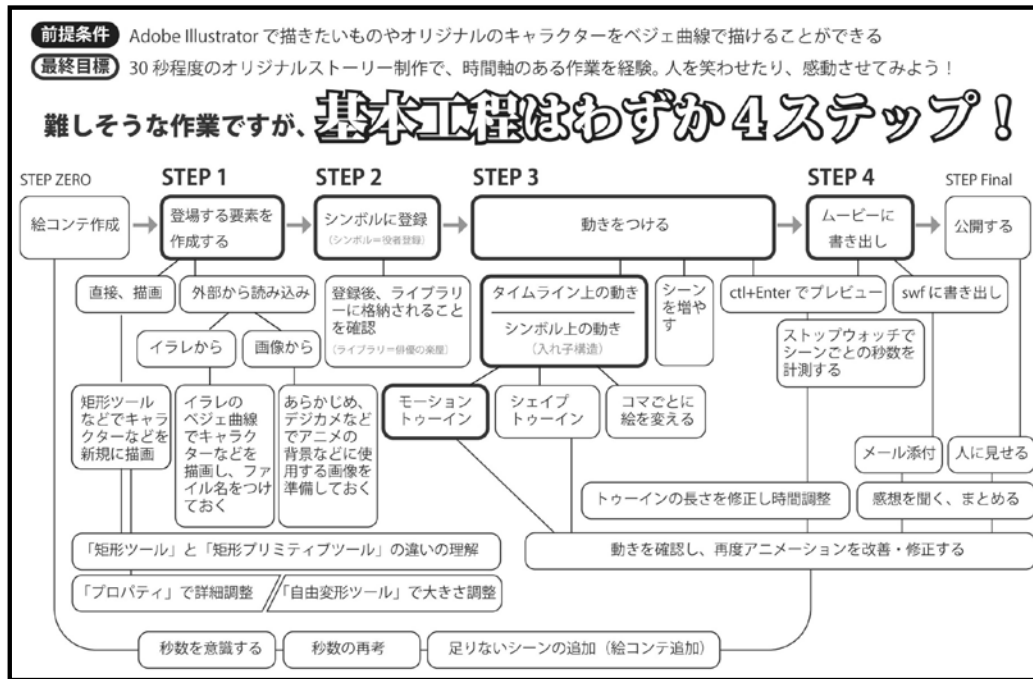 前提条件 Adobe Illustrator で描きたいものやオリジナルのキャラクターをベジェ曲線で描けることができる
最終目標 30 秒程度のオリジナルストーリー制作で、時間軸のある作業を経験。人を笑わせたり、感動させてみよう！
難しそうな作業ですが、基本工程はわずか 4 ステップ！
STEP ZERO
絵コンテ作成
STEP 1
登場する要素を
作成する
STEP 2
シンボルに登録
（シンボル＝役者登録）
STEP 3
動きをつける
STEP 4
ムービーに
書き出し
STEP Final
公開する
直接、描画
外部から読み込み
登録後、ライブラリ
ーに格納されること
を確認
（ライブラリ＝俳優の楽屋）
タイムライン上の動き
シンボル上の動き
（入れ子構造）
シーン
を増や
す
ctl+Enter でプレビュー
swf に書き出し
イラレから
画像から
ストップウォッチで
シーンごとの秒数を
計測する
矩形ツール
などでキャラ
クターなどを
新規に描画
イラレの
ベジェ曲線
でキャラク
ターなどを
描画し、ファ
イル名をつけ
ておく
あらかじめ、
デジカメなど
でアニメの
背景などに使
用する画像を
準備しておく
モーション
トゥーイン
シェイプ
トゥーイン
コマごとに
絵を変える
メール添付
人に見せる
トゥーインの長さを修正し時間調整
感想を聞く、まとめる
「矩形ツール」と「矩形プリミティブツール」の違いの理解
動きを確認し、再度アニメーションを改善・修正する
「プロパティ」で詳細調整
「自由変形ツール」で大きさ調整
秒数を意識する
秒数の再考
足りないシーンの追加（絵コンテ追加）